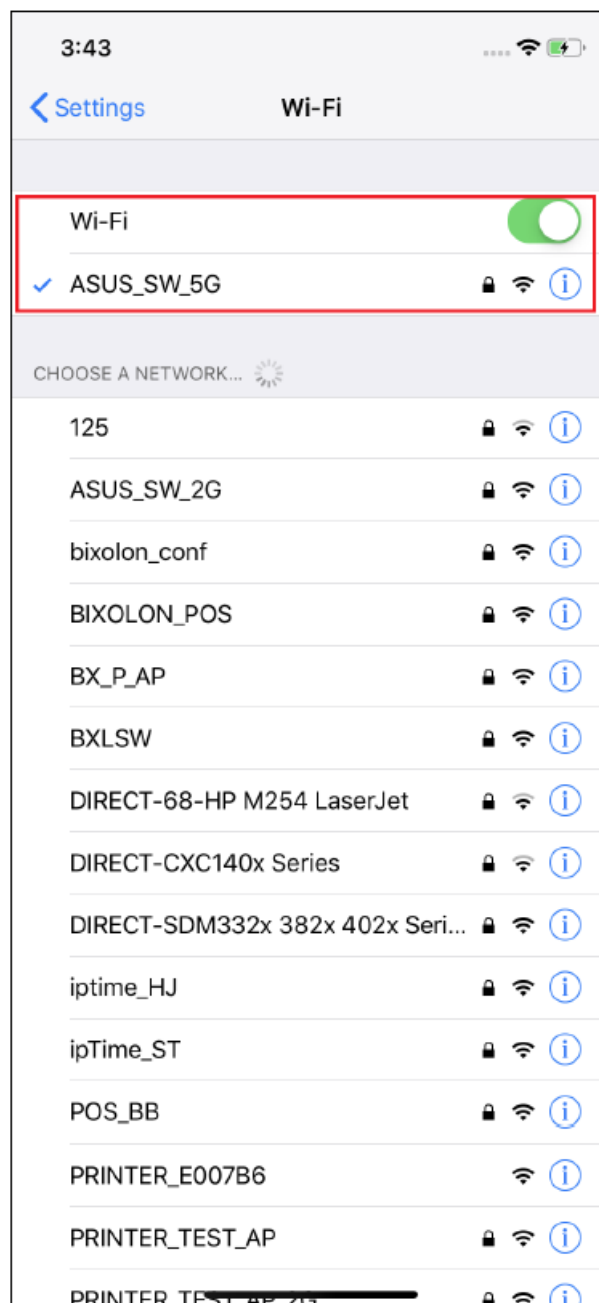 3:43
Settings Wi-Fi
Wi-Fi
ASUS_SW_5G
CHOOSE A NETWORK...
125
ASUS_SW_2G
bixolon_conf
BIXOLON_POS
BX_P_AP
BXLSW
DIRECT-68-HP M254 LaserJet
DIRECT-CXC140x Series
DIRECT-SDM332x 382x 402x Seri...
iptime_HJ
ipTime_ST
POS_BB
PRINTER_E007B6
PRINTER_TEST_AP
PRINTER_TEST_AP_2G